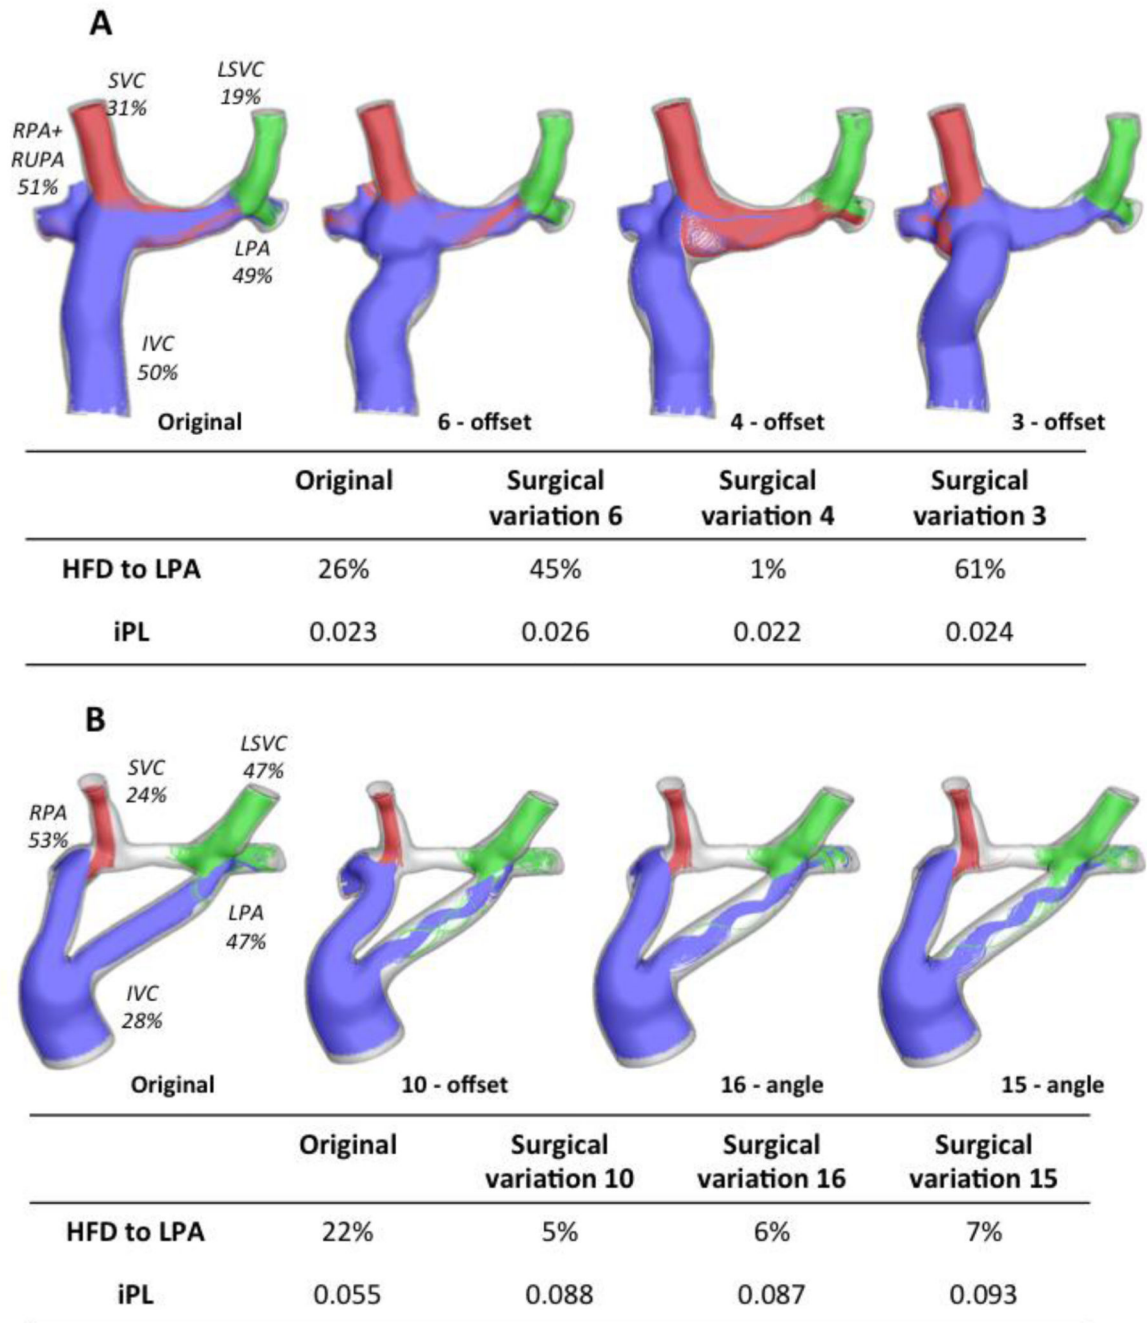 A
SVC
31%
LSVC
19%
RPA+
RUPA
51%
LPA
49%
IVC
50%
Original
6 - offset
4 - offset
3 - offset
Original
Surgical
variation 6
Surgical
variation 4
Surgical
variation 3
HFD to LPA 26% 45% 1% 61%
iPL 0.023 0.026 0.022 0.024
B
LSVC
47%
SVC
24%
RPA
53%
LPA
47%
IVC
28%
Original
10 - offset
16 - angle
15 - angle
Original
Surgical
variation 10
Surgical
variation 16
Surgical
variation 15
HFD to LPA 22% 5% 6% 7%
iPL 0.055 0.088 0.087 0.093